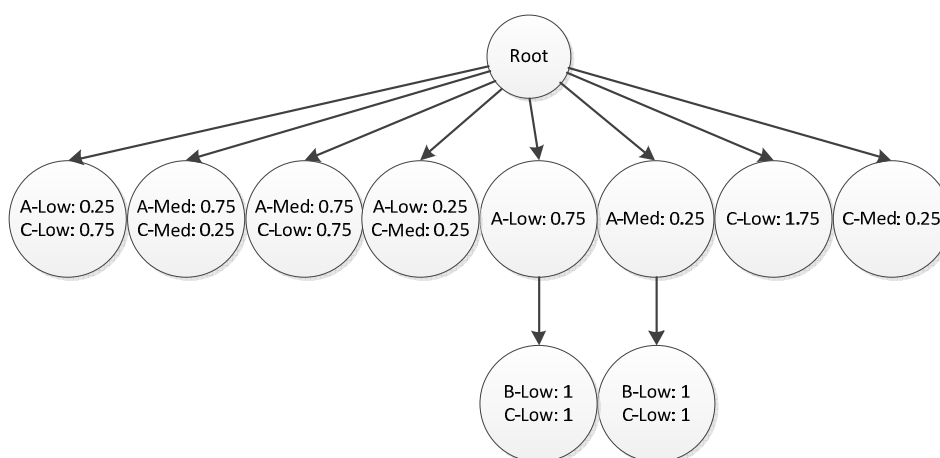 Root
A-Low: 0.25
C-Low: 0.75
A-Med: 0.75
C-Med: 0.25
A-Med: 0.75
C-Low: 0.75
A-Low: 0.25
C-Med: 0.25
A-Low: 0.75
A-Med: 0.25
C-Low: 1.75
C-Med: 0.25
B-Low: 1
C-Low: 1
B-Low: 1
C-Low: 1